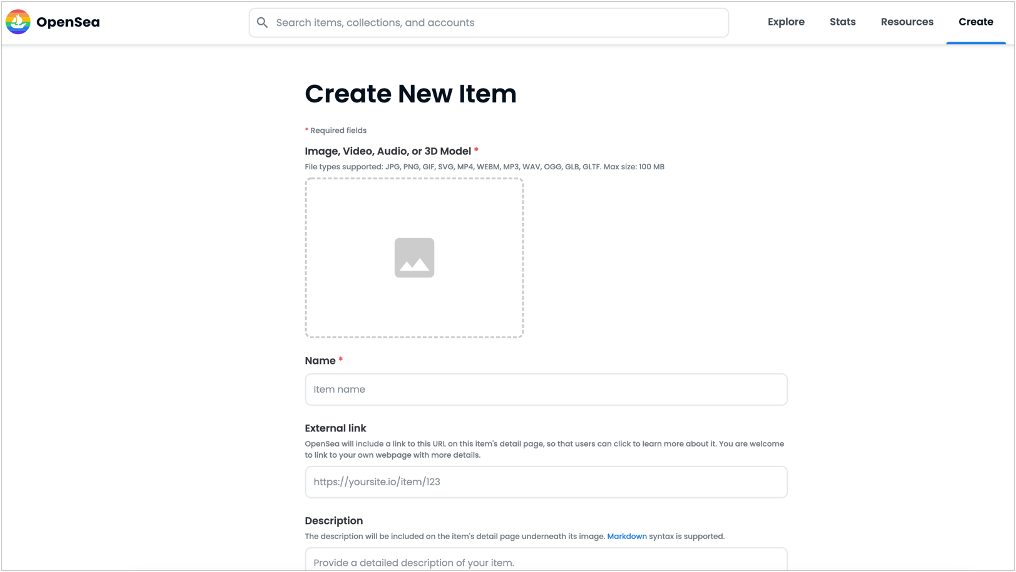 OpenSea
Search items, collections, and accounts
Explore
Stats
Resources
Create
Create New Item
* Required fields
Image, Video, Audio, or 3D Model *
File types supported: JPG, PNG, GIF, SVG, MP4, WEBM, MP3, WAV, OGG, GLB, GLTF. Max size: 100 MB
Name *
Item name
External link
OpenSea will include a link to this URL on this item's detail page, so that users can click to learn more about it. You are welcome
to link to your own webpage with more details.
https://yoursite.io/item/123
Description
The description will be included on the item's detail page underneath its image. Markdown syntax is supported.
Provide a detailed description of your item.